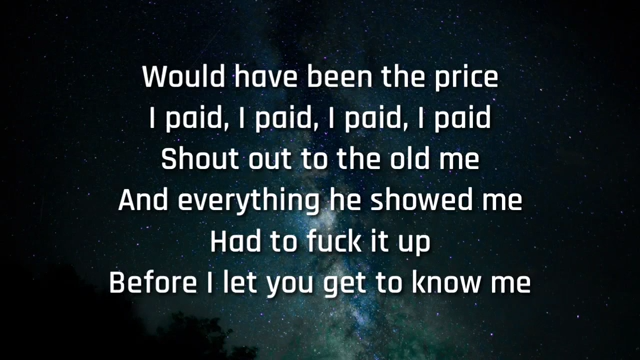 Would have been the price
I paid, I paid, I paid, I paid
Shout out to the old me
And everything he showed me
Had to fuck it up
Before I let you get to know me